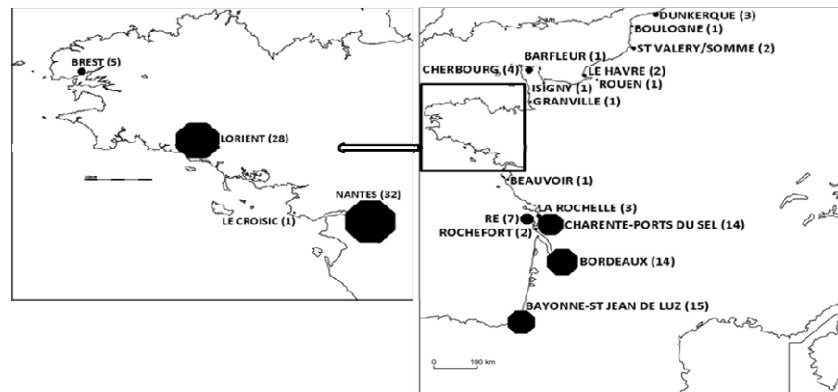 BREST (5)
LORIENT (28)
NANTES (32)
LE CROISIC (1)
DUNKERQUE (3)
BOULOGNE (1)
ST VALERY/SOMME (2)
BARFLEUR (1)
CHERBOURG (4)
LE HAVRE (2)
ROUEN (1)
ISIGNY (1)
GRANVILLE (1)
BEAUVOIR (1)
LA ROCHELLE (3)
RE (7)
CHARENTE-PORTS DU SEL (14)
ROCHEFORT (2)
BORDEAUX (14)
BAYONNE-ST JEAN DE LUZ (15)
0 100 km